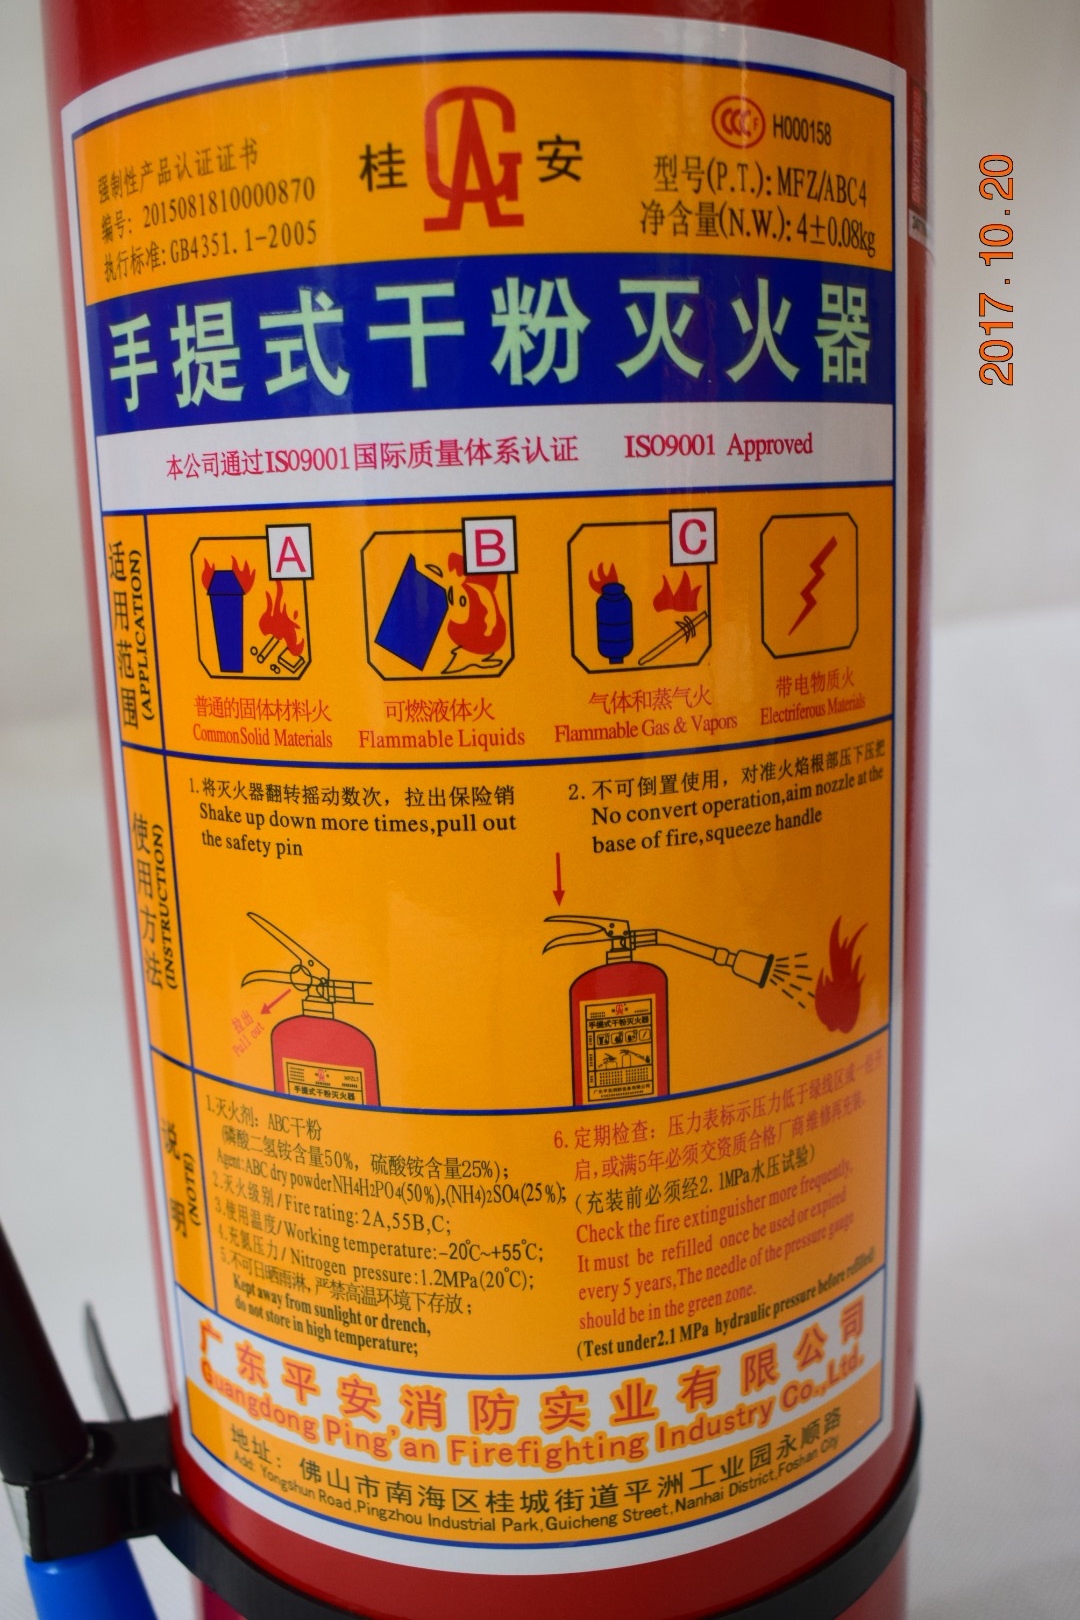 强制性产品认证证书
编号: 2015081810000870
执行标准: GB4351.1-2005
桂 GA 安
CCC F H000158
型号(P.T.): MFZ/ABC4
净含量(N.W.): 4±0.08kg
2017.10.20
手提式干粉灭火器
本公司通过ISO9001国际质量体系认证 ISO9001 Approved
适用范围
(APPLICATION)
A
普通的固体材料火
Common Solid Materials
B
可燃液体火
Flammable Liquids
C
气体和蒸气火
Flammable Gas & Vapors
带电物质火
Electriferous Materials
使用方法
(INSTRUCTION)
1.将灭火器翻转摇动数次，拉出保险销
Shake up down more times,pull out
the safety pin
2.不可倒置使用，对准火焰根部压下压把
No convert operation,aim nozzle at the
base of fire,squeeze handle
拉出
Pull out
手提式干粉灭火器
手提式干粉灭火器
说明
(NOTE)
1.灭火剂：ABC干粉
(磷酸二氢铵含量50%，硫酸铵含量25%)；
Agent:ABC dry powderNH4H2PO4(50%),(NH4)2SO4(25%);
2.灭火级别/Fire rating:2A,55B,C;
3.使用温度/Working temperature:-20℃~+55℃;
4.充氮压力/Nitrogen pressure:1.2MPa(20℃);
5.不可日晒雨淋,严禁高温环境下存放；
Kept away from sunlight or drench,
do not store in high temperature;
6.定期检查：压力表标示压力低于绿线区或一经开
启,或满5年必须交资质合格厂商维修再充装.
(充装前必须经2.1MPa水压试验)
Check the fire extinguisher more frequently,
It must be refilled once be used or expired
every 5 years,The needle of the pressure gauge
should be in the green zone.
(Test under2.1 MPa hydraulic pressure before refilled)
广东平安消防实业有限公司
Guangdong Ping'an Firefighting Industry Co.,Ltd.
地址：佛山市南海区桂城街道平洲工业园永顺路
Add: Yongshun Road,Pingzhou Industrial Park,Guicheng Street,Nanhai District,Foshan City